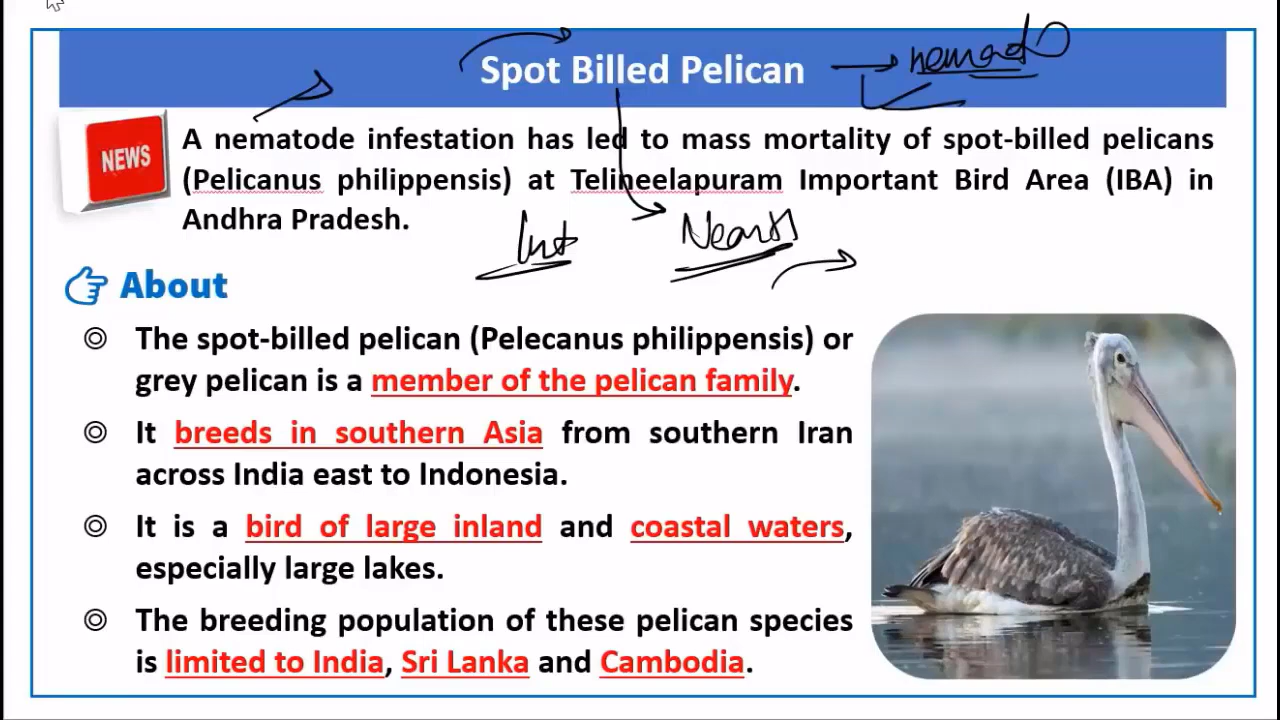 Spot Billed Pelican
NEWS
A nematode infestation has led to mass mortality of spot-billed pelicans
(Pelicanus philippensis) at Telineelapuram Important Bird Area (IBA) in
Andhra Pradesh.
About
The spot-billed pelican (Pelecanus philippensis) or
grey pelican is a member of the pelican family.
It breeds in southern Asia from southern Iran
across India east to Indonesia.
It is a bird of large inland and coastal waters,
especially large lakes.
The breeding population of these pelican species
is limited to India, Sri Lanka and Cambodia.